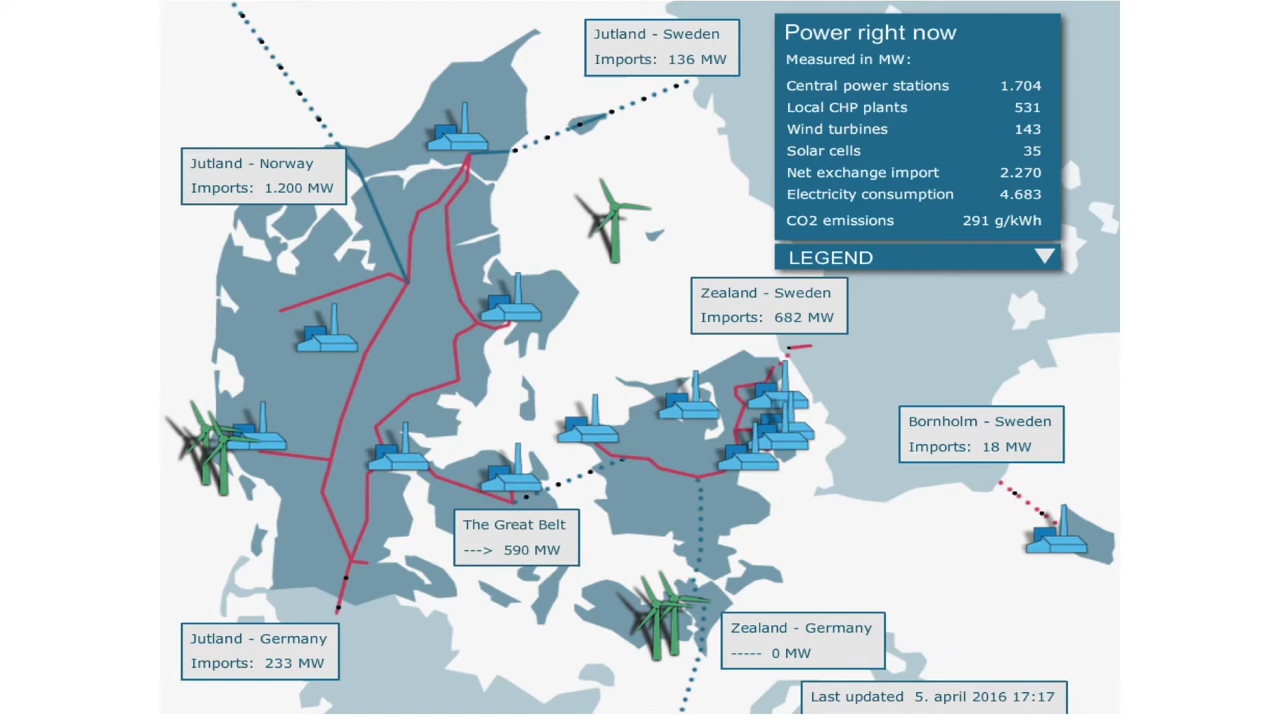 Jutland - Sweden
Imports: 136 MW
Power right now
Measured in MW:
Central power stations 1.704
Local CHP plants 531
Wind turbines 143
Solar cells 35
Net exchange import 2.270
Electricity consumption 4.683
CO2 emissions 291 g/kWh
LEGEND
Jutland - Norway
Imports: 1.200 MW
Zealand - Sweden
Imports: 682 MW
Bornholm - Sweden
Imports: 18 MW
The Great Belt
---> 590 MW
Jutland - Germany
Imports: 233 MW
Zealand - Germany
----- 0 MW
Last updated 5. april 2016 17:17